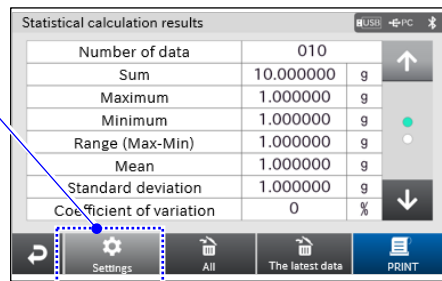 Statistical calculation results USB PC
Number of data 010
Sum 10.000000 g
Maximum 1.000000 g
Minimum 1.000000 g
Range (Max-Min) 1.000000 g
Mean 1.000000 g
Standard deviation 1.000000 g
Coefficient of variation 0 %
Settings All The latest data PRINT